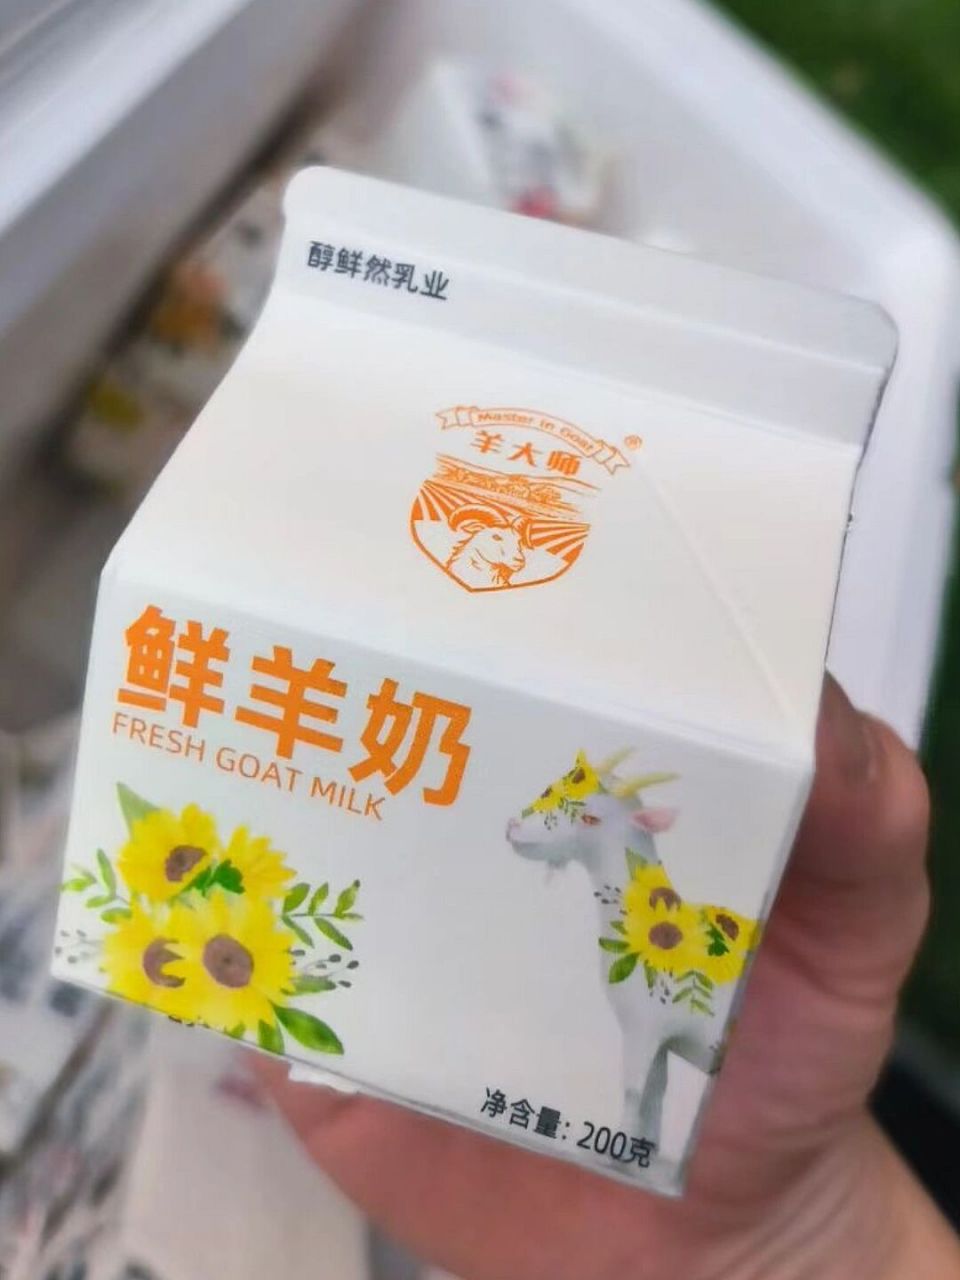 醇鲜然乳业
Master in Goat
®
羊大师
鲜羊奶
FRESH GOAT MILK
净含量: 200克